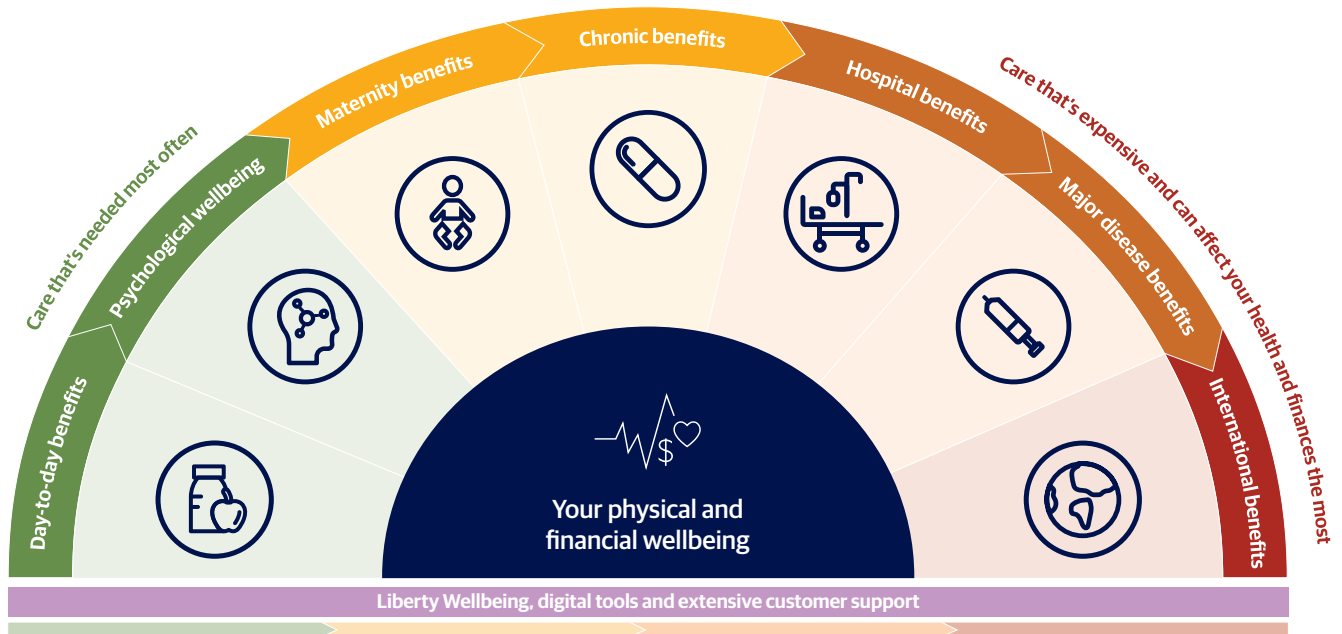 Care that's needed most often
Day-to-day benefits
Psychological wellbeing
Maternity benefits
Chronic benefits
Hospital benefits
Major disease benefits
International benefits
Care that's expensive and can affect your health and finances the most
$
Your physical and
financial wellbeing
Liberty Wellbeing, digital tools and extensive customer support